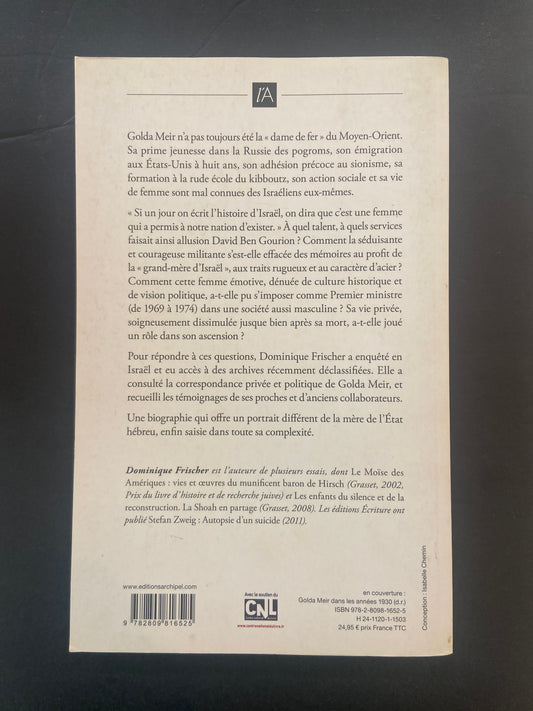 l'A
Golda Meir n'a pas toujours été la « dame de fer » du Moyen-Orient.
Sa prime jeunesse dans la Russie des pogroms, son émigration
aux États-Unis à huit ans, son adhésion précoce au sionisme, sa
formation à la rude école du kibboutz, son action sociale et sa vie
de femme sont mal connues des Israéliens eux-mêmes.
« Si un jour on écrit l'histoire d'Israël, on dira que c'est une femme
qui a permis à notre nation d'exister. » À quel talent, à quels services
faisait ainsi allusion David Ben Gourion ? Comment la séduisante
et courageuse militante s'est-elle effacée des mémoires au profit de
la « grand-mère d'Israël », aux traits rugueux et au caractère d'acier ?
Comment cette femme émotive, dénuée de culture historique et
de vision politique, a-t-elle pu s'imposer comme Premier ministre
(de 1969 à 1974) dans une société aussi masculine ? Sa vie privée,
soigneusement dissimulée jusque bien après sa mort, a-t-elle joué
un rôle dans son ascension ?
Pour répondre à ces questions, Dominique Frischer a enquêté en
Israël et eu accès à des archives récemment déclassifiées. Elle a
consulté la correspondance privée et politique de Golda Meir, et
recueilli les témoignages de ses proches et d'anciens collaborateurs.
Une biographie qui offre un portrait différent de la mère de l'État
hébreu, enfin saisie dans toute sa complexité.
Dominique Frischer est l'auteure de plusieurs essais, dont Le Moïse des
Amériques : vies et œuvres du munificent baron de Hirsch (Grasset, 2002,
Prix du livre d'histoire et de recherche juives) et Les enfants du silence et de la
reconstruction. La Shoah en partage (Grasset, 2008). Les éditions Écriture ont
publié Stefan Zweig : Autopsie d'un suicide (2011).
www.editionsarchipel.com
9 782809 816525
Avec le soutien du
CNL
www.centrenationaldulivre.fr
en couverture :
Golda Meir dans les années 1930 (d.r.)
ISBN 978-2-8098-1652-5
H 24-1120-1-1503
24,95 € prix France TTC
Conception : Isabelle Chemin